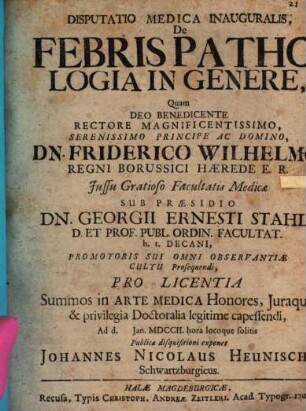 21
DISPUTATIO MEDICA INAUGURALIS,
De
FEBRIS PATHO
LOGIA IN GENERE,
Quam
DEO BENEDICENTE
RECTORE MAGNIFICENTISSIMO,
SERENISSIMO PRINCIPE AC DOMINO,
DN. FRIDERICO WILHELMO
REGNI BORUSSICI HÆREDE E. R.
Jussu Gratioso Facultatis Medicæ
SUB PRÆSIDIO
DN. GEORGII ERNESTI STAHL
D. ET PROF. PUBL. ORDIN. FACULTAT.
h. t. DECANI,
PROMOTORIS SUI OMNI OBSERVANTIÆ
CULTU Prosequendi,
PRO LICENTIA
Summos in ARTE MEDICA Honores, Juraque
& privilegia Doctoralia legitime capessendi,
Ad d. Jan. MDCCII. hora locoque solitis
Publicæ disquisitioni exponet
JOHANNES NICOLAUS HEUNISCH
Schwartzburgicus.
HALÆ MAGDEBURGICÆ,
Recusa, Typis CHRISTOPH. ANDREÆ ZEITLERI, Acad. Typogr.